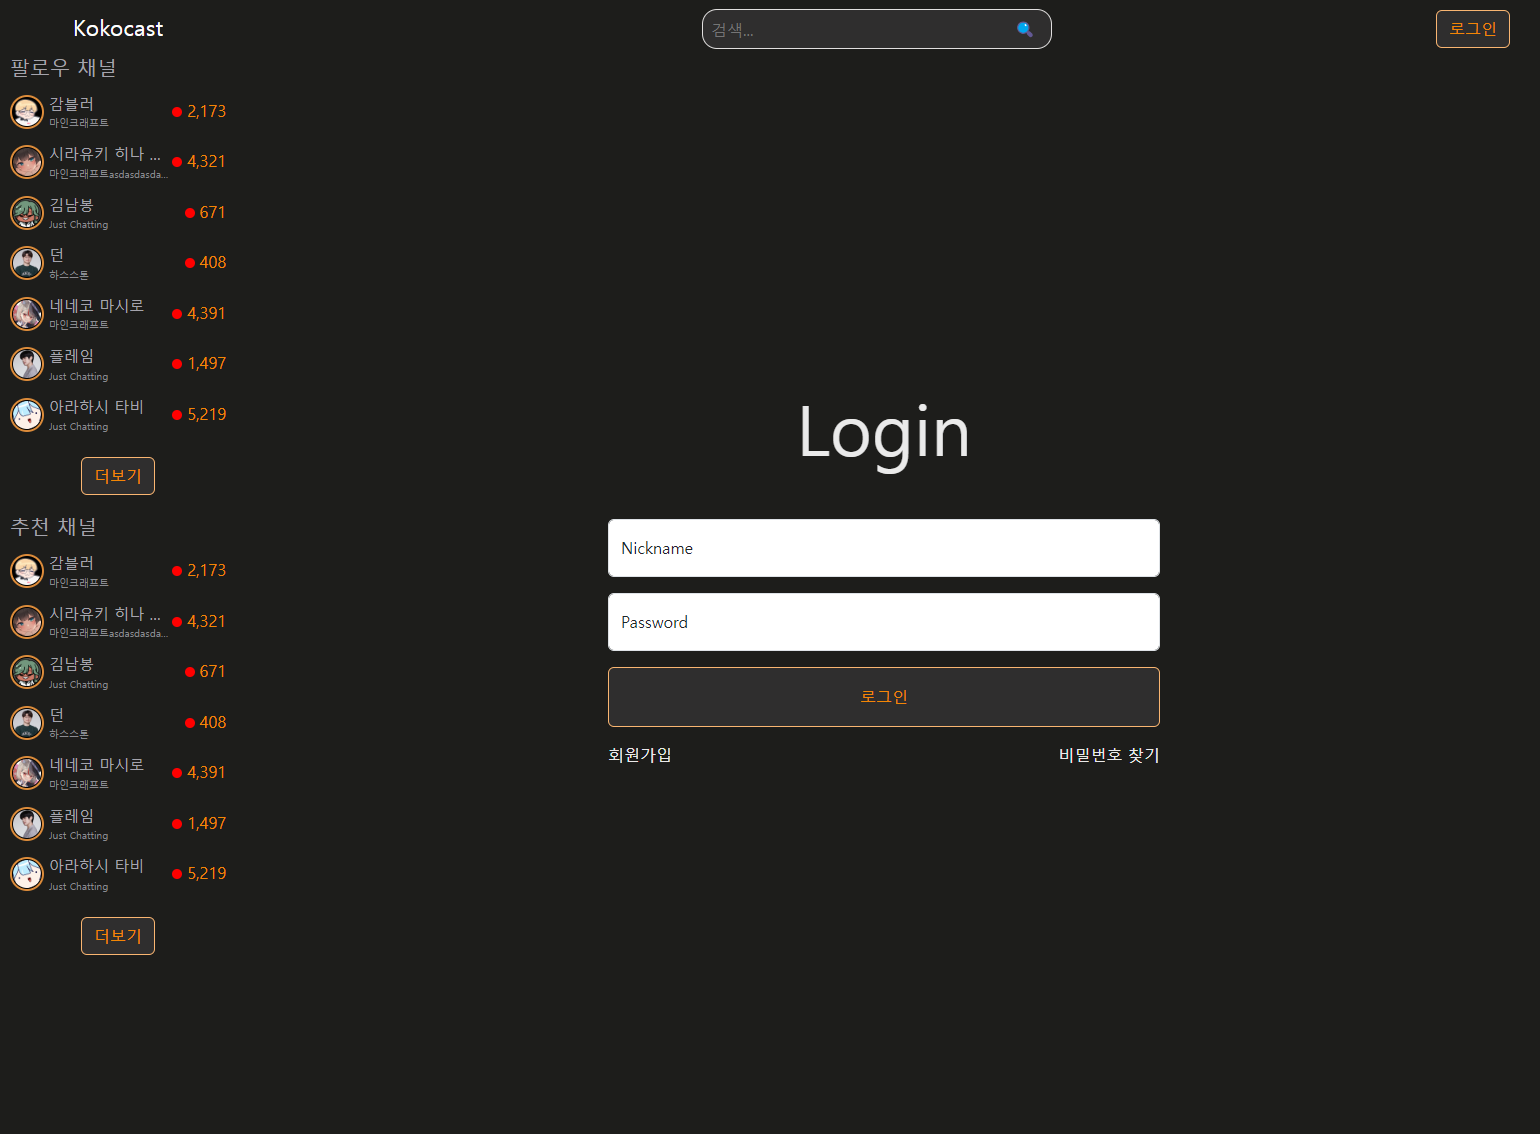 Kokocast
검색...
로그인
팔로우 채널
감블러
마인크래프트
2,173
시라유키 히나 ...
마인크래프트asdasdasda...
4,321
김남봉
Just Chatting
671
던
하스스톤
408
네네코 마시로
마인크래프트
4,391
플레임
Just Chatting
1,497
아라하시 타비
Just Chatting
5,219
더보기
추천 채널
감블러
마인크래프트
2,173
시라유키 히나 ...
마인크래프트asdasdasda...
4,321
김남봉
Just Chatting
671
던
하스스톤
408
네네코 마시로
마인크래프트
4,391
플레임
Just Chatting
1,497
아라하시 타비
Just Chatting
5,219
더보기
Login
Nickname
Password
로그인
회원가입
비밀번호 찾기